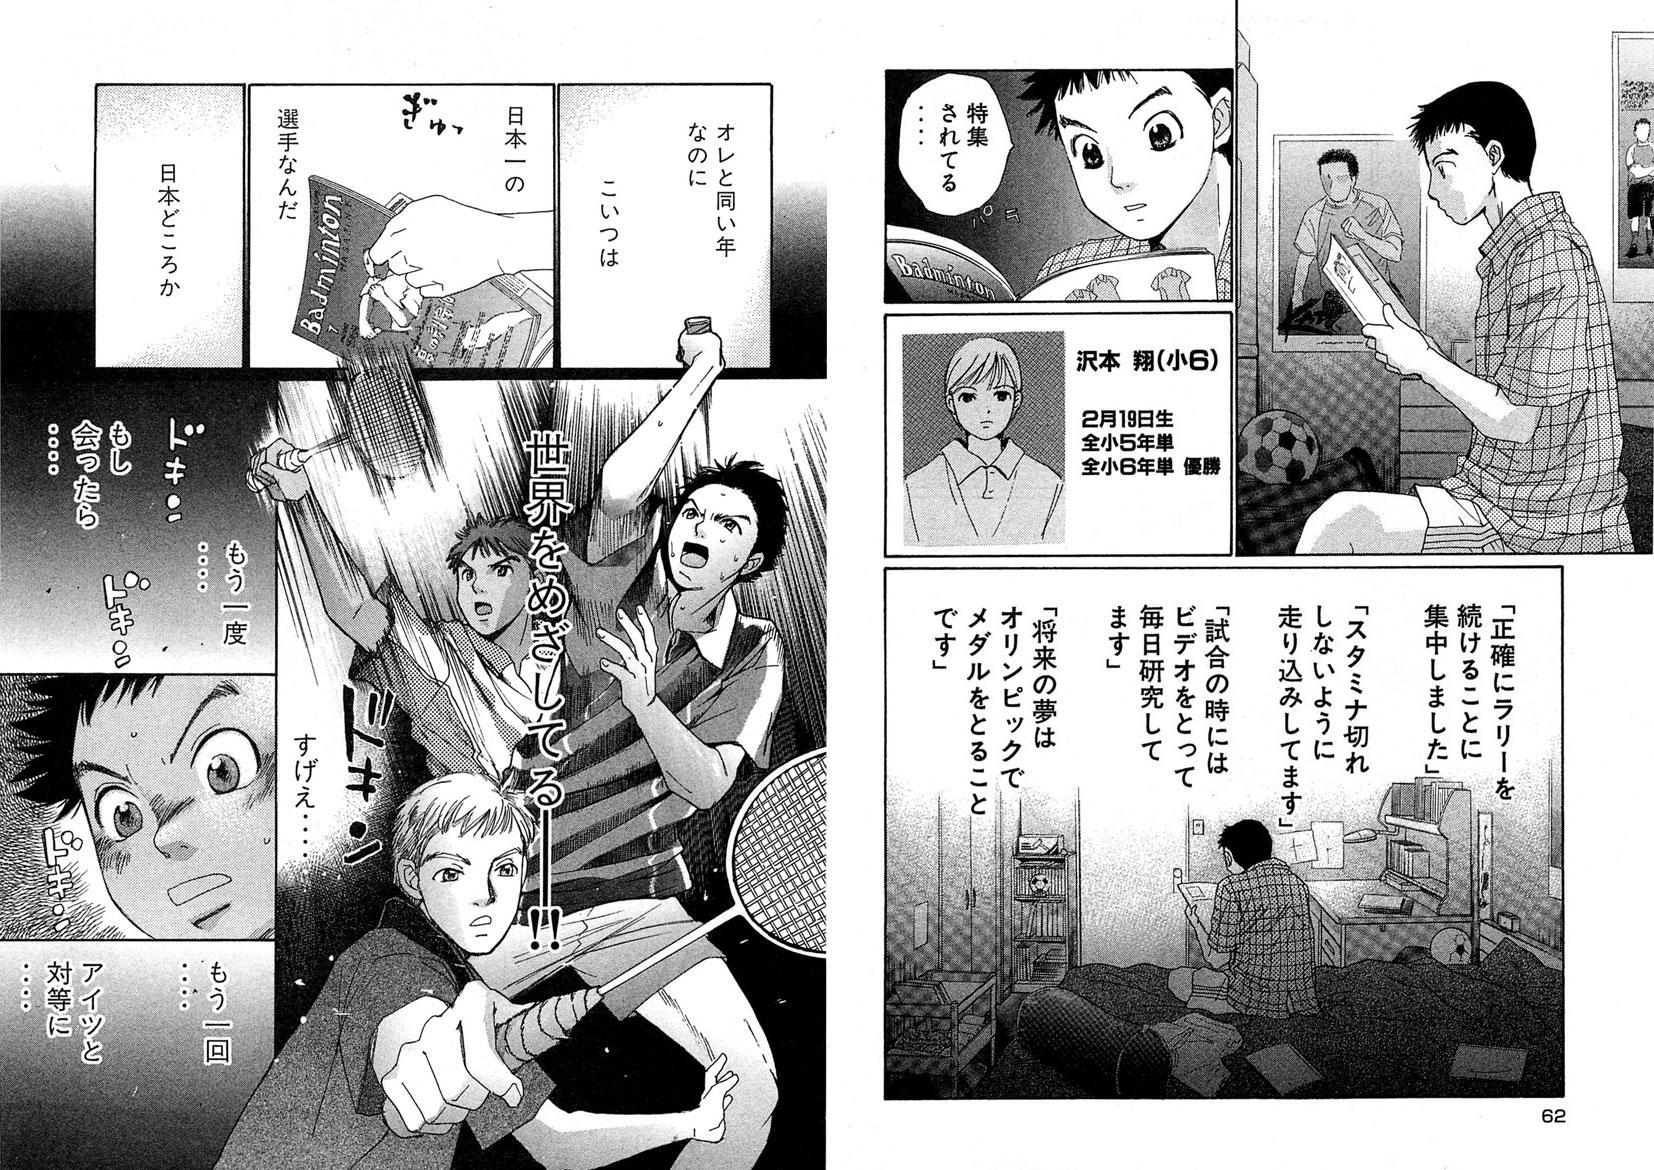 特集
されてる
‥‥
パラ
Badminton
沢本 翔(小6)
2月19日生
全小5年単
全小6年単 優勝
「正確にラリーを
続けることに
集中しました」
「スタミナ切れ
しないように
走り込みしてます」
「試合の時には
ビデオをとって
毎日研究して
ます」
「将来の夢は
オリンピックで
メダルをとること
です」
62
オレと同い年
なのに
こいつは
日本一の
選手なんだ
ぎゅっ
Badminton
MAGAZINE
7
日本どころか
世界をめざしてる──!!
すげえ‥‥
ドキン
ドキン
もし
会ったら
‥‥
もう一度
‥‥
ドキン
ドキン
もう一回
‥‥
アイツと
対等に
‥‥